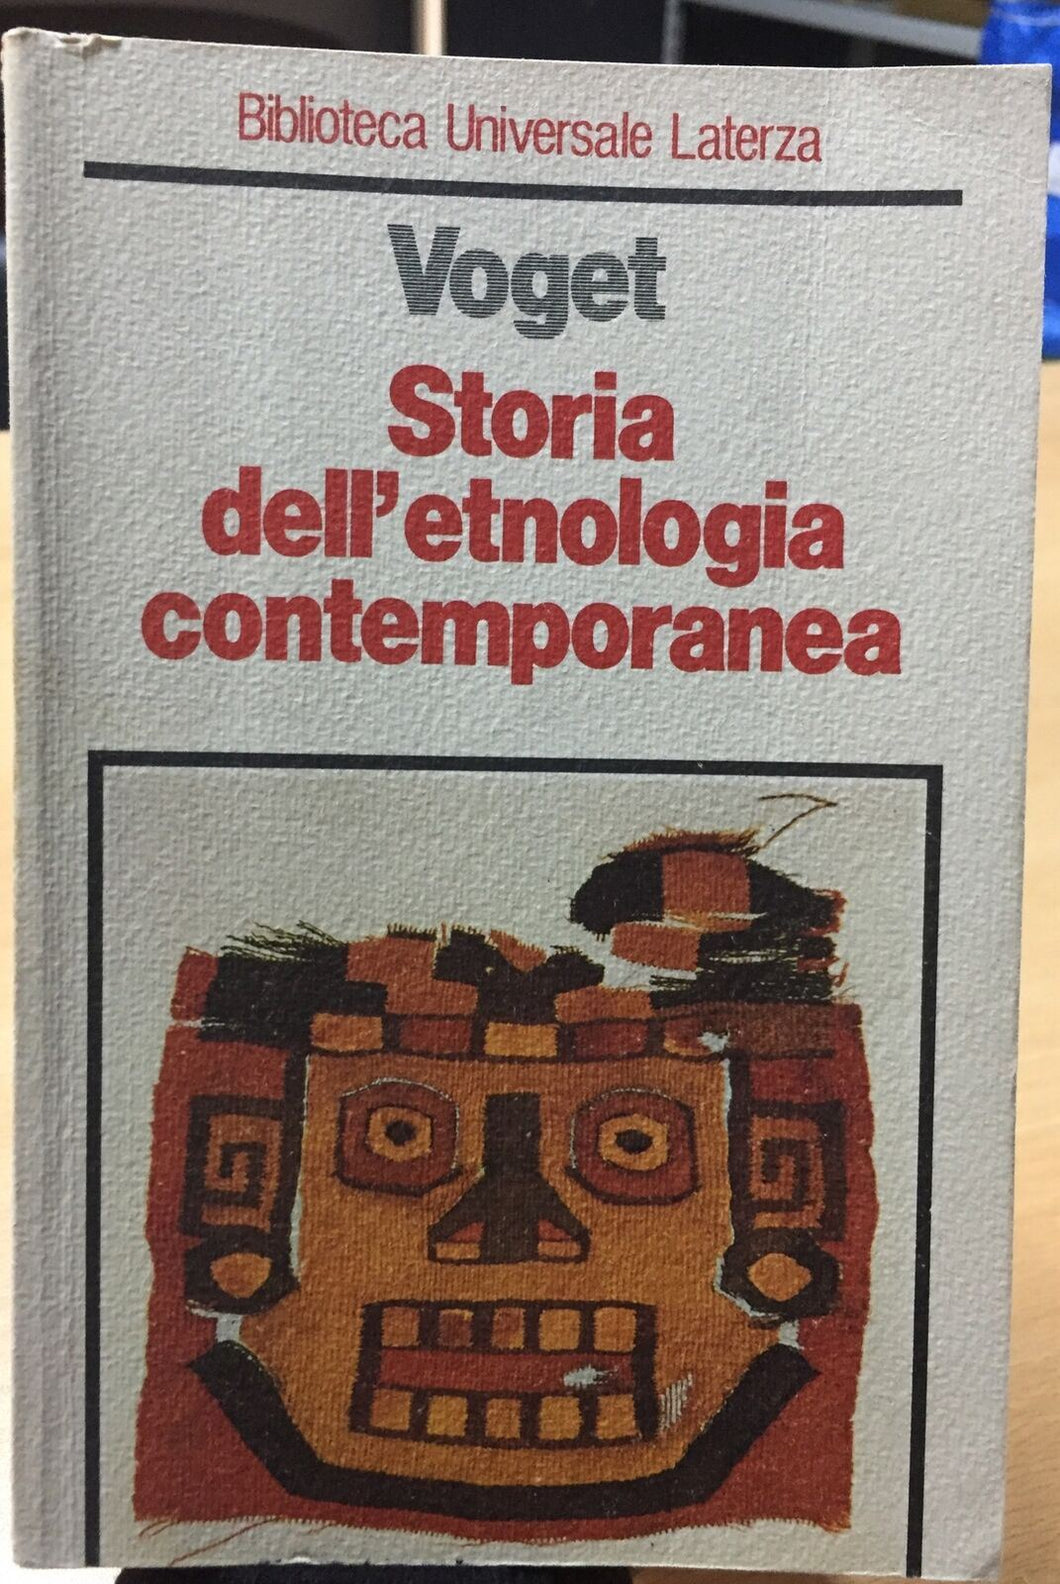 Biblioteca Universale Laterza
Voget
Storia
dell'etnologia
contemporanea